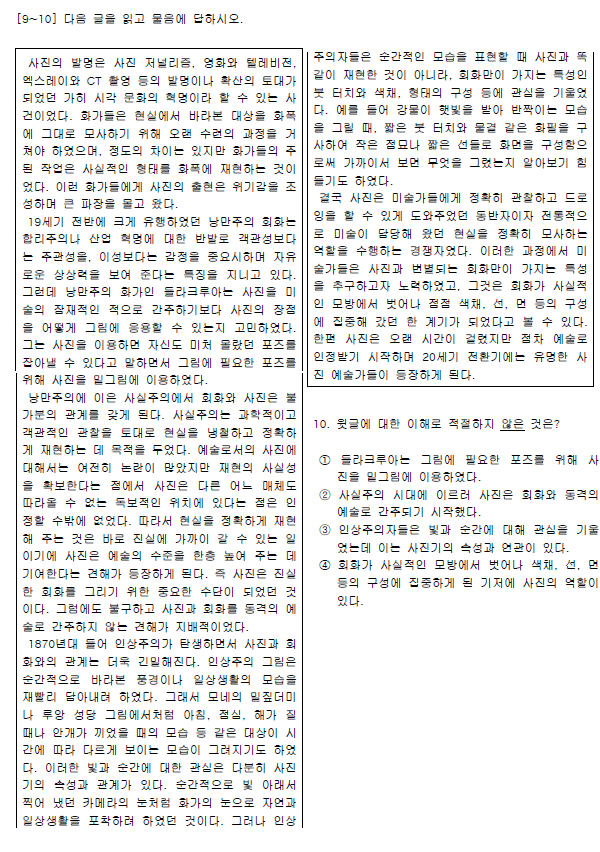 [9~10] 다음 글을 읽고 물음에 답하시오.
사진의 발명은 사진 저널리즘, 영화와 텔레비전,
엑스레이와 CT 촬영 등의 발명이나 확산의 토대가
되었던 가히 시각 문화의 혁명이라 할 수 있는 사
건이었다. 화가들은 현실에서 바라본 대상을 화폭
에 그대로 모사하기 위해 오랜 수련의 과정을 거
쳐야 하였으며, 정도의 차이는 있지만 화가들의 주
된 작업은 사실적인 형태를 화폭에 재현하는 것이
었다. 이런 화가들에게 사진의 출현은 위기감을 조
성하며 큰 파장을 몰고 왔다.
19세기 전반에 크게 유행하였던 낭만주의 회화는
합리주의나 산업 혁명에 대한 반발로 객관성보다
는 주관성을, 이성보다는 감정을 중요시하며 자유
로운 상상력을 보여 준다는 특징을 지니고 있다.
그런데 낭만주의 화가인 들라크루아는 사진을 미
술의 잠재적인 적으로 간주하기보다 사진의 장점
을 어떻게 그림에 응용할 수 있는지 고민하였다.
그는 사진을 이용하면 자신도 미처 몰랐던 포즈를
잡아낼 수 있다고 말하면서 그림에 필요한 포즈를
위해 사진을 밑그림에 이용하였다.
낭만주의에 이은 사실주의에서 회화와 사진은 불
가분의 관계를 갖게 된다. 사실주의는 과학적이고
객관적인 관찰을 토대로 현실을 냉철하고 정확하
게 재현하는 데 목적을 두었다. 예술로서의 사진에
대해서는 여전히 논란이 많았지만 재현의 사실성
을 확보한다는 점에서 사진은 다른 어느 매체도
따라올 수 없는 독보적인 위치에 있다는 점은 인
정할 수밖에 없었다. 따라서 현실을 정확하게 재현
해 주는 것은 바로 진실에 가까이 갈 수 있는 일
이기에 사진은 예술의 수준을 한층 높여 주는 데
기여한다는 견해가 등장하게 된다. 즉 사진은 진실
한 회화를 그리기 위한 중요한 수단이 되었던 것
이다. 그럼에도 불구하고 사진과 회화를 동격의 예
술로 간주하지 않는 견해가 지배적이었다.
1870년대 들어 인상주의가 탄생하면서 사진과 회
화와의 관계는 더욱 긴밀해진다. 인상주의 그림은
순간적으로 바라본 풍경이나 일상생활의 모습을
재빨리 담아내려 하였다. 그래서 모네의 밀짚더미
나 루앙 성당 그림에서처럼 아침, 점심, 해가 질
때나 안개가 끼었을 때의 모습 등 같은 대상이 시
간에 따라 다르게 보이는 모습이 그려지기도 하였
다. 이러한 빛과 순간에 대한 관심은 다분히 사진
기의 속성과 관계가 있다. 순간적으로 빛 아래서
찍어 냈던 카메라의 눈처럼 화가의 눈으로 자연과
일상생활을 포착하려 하였던 것이다. 그러나 인상
주의자들은 순간적인 모습을 표현할 때 사진과 똑
같이 재현한 것이 아니라, 회화만이 가지는 특성인
붓 터치와 색채, 형태의 구성 등에 관심을 기울였
다. 예를 들어 강물이 햇빛을 받아 반짝이는 모습
을 그릴 때, 짧은 붓 터치와 물결 같은 화필을 구
사하여 작은 점묘나 짧은 선들로 화면을 구성함으
로써 가까이서 보면 무엇을 그렸는지 알아보기 힘
들기도 하였다.
결국 사진은 미술가들에게 정확히 관찰하고 드로
잉을 할 수 있게 도와주었던 동반자이자 전통적으
로 미술이 담당해 왔던 현실을 정확히 모사하는
역할을 수행하는 경쟁자였다. 이러한 과정에서 미
술가들은 사진과 변별되는 회화만이 가지는 특성
을 추구하고자 노력하였고, 그것은 회화가 사실적
인 모방에서 벗어나 점점 색채, 선, 면 등의 구성
에 집중해 갔던 한 계기가 되었다고 볼 수 있다.
한편 사진은 오랜 시간이 걸렸지만 점차 예술로
인정받기 시작하며 20세기 전환기에는 유명한 사
진 예술가들이 등장하게 된다.
10. 윗글에 대한 이해로 적절하지 않은 것은?
① 들라크루아는 그림에 필요한 포즈를 위해 사
진을 밑그림에 이용하였다.
② 사실주의 시대에 이르러 사진은 회화와 동격의
예술로 간주되기 시작했다.
③ 인상주의자들은 빛과 순간에 대해 관심을 기울
였는데 이는 사진기의 속성과 연관이 있다.
④ 회화가 사실적인 모방에서 벗어나 색채, 선, 면
등의 구성에 집중하게 된 기저에 사진의 역할이
있다.